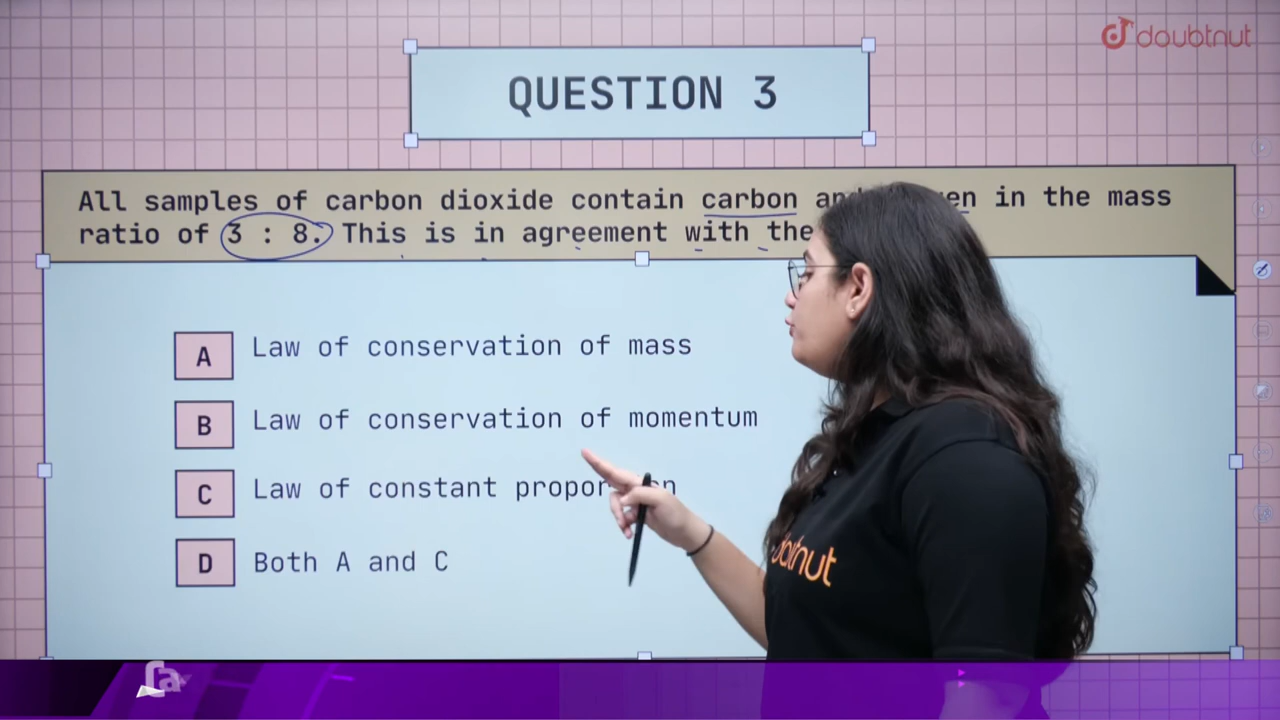 doubtnut
QUESTION 3
All samples of carbon dioxide contain carbon in the mass
ratio of 3 : 8. This is in agreement with the
A Law of conservation of mass
B Law of conservation of momentum
C Law of constant
D Both A and C
doubtnut